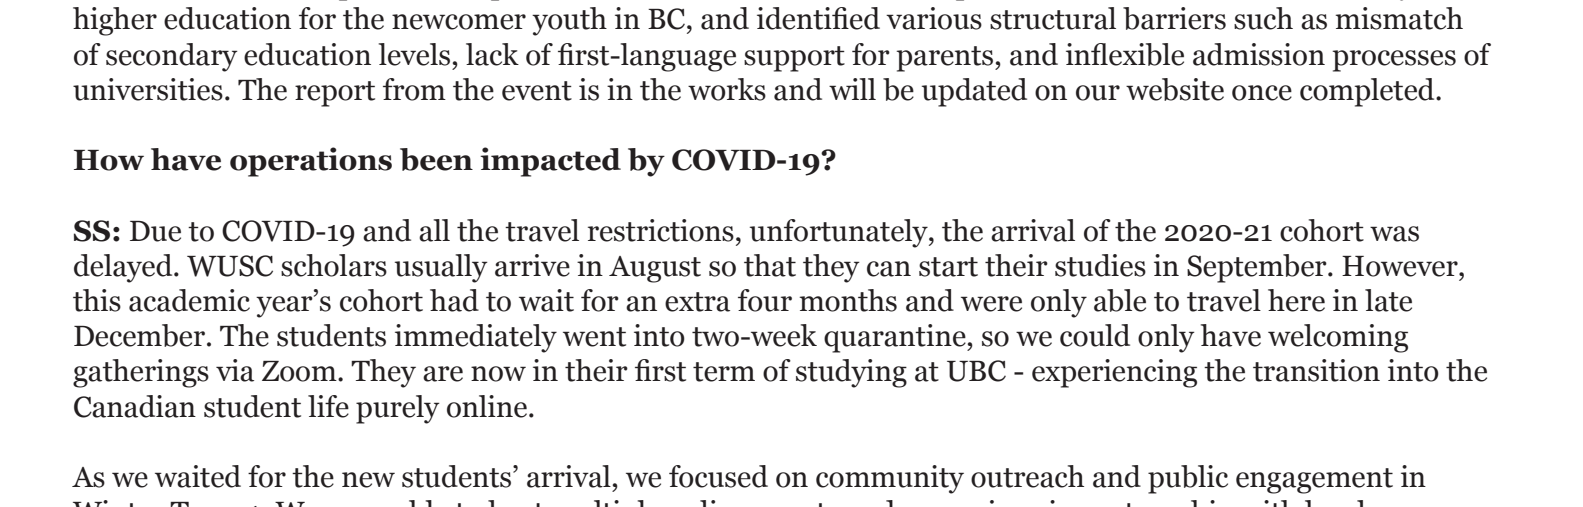 higher education for the newcomer youth in BC, and identified various structural barriers such as mismatch
of secondary education levels, lack of first-language support for parents, and inflexible admission processes of
universities. The report from the event is in the works and will be updated on our website once completed.
How have operations been impacted by COVID-19?
SS: Due to COVID-19 and all the travel restrictions, unfortunately, the arrival of the 2020-21 cohort was
delayed. WUSC scholars usually arrive in August so that they can start their studies in September. However,
this academic year’s cohort had to wait for an extra four months and were only able to travel here in late
December. The students immediately went into two-week quarantine, so we could only have welcoming
gatherings via Zoom. They are now in their first term of studying at UBC - experiencing the transition into the
Canadian student life purely online.
As we waited for the new students’ arrival, we focused on community outreach and public engagement in